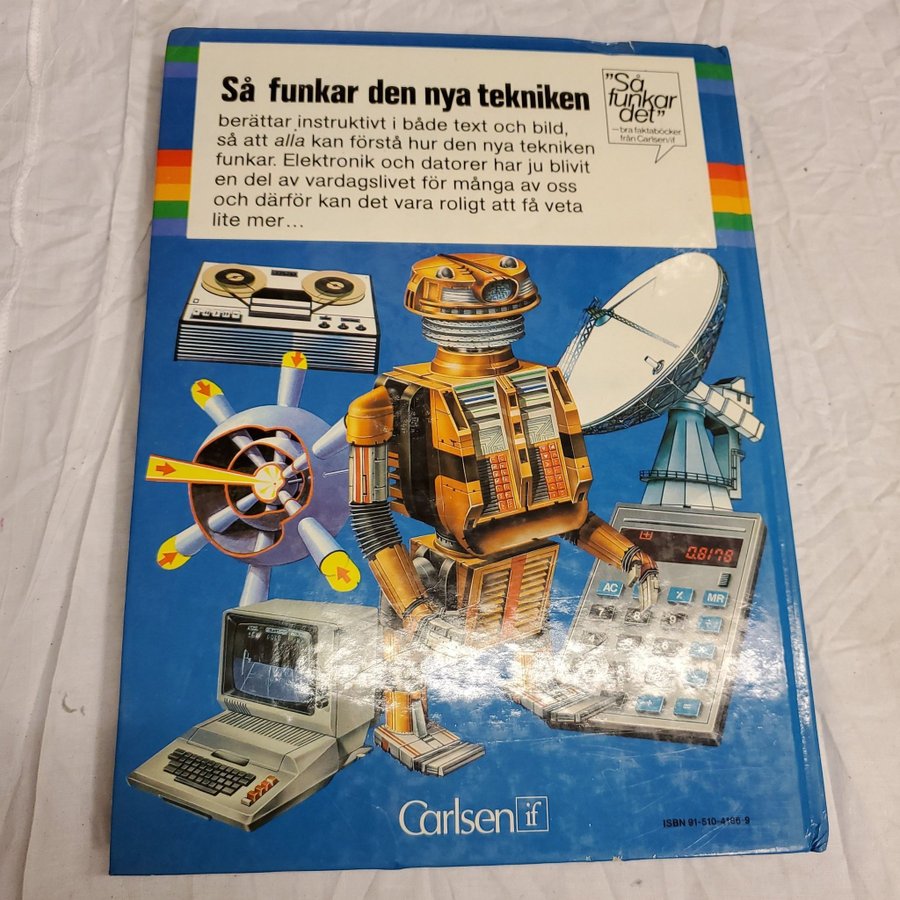 Så funkar den nya tekniken
berättar instruktivt i både text och bild,
så att alla kan förstå hur den nya tekniken
funkar. Elektronik och datorer har ju blivit
en del av vardagslivet för många av oss
och därför kan det vara roligt att få veta
lite mer...
"Så
funkar
det"
—bra faktaböcker
från Carlsen/if
0.8178
AC
%
MR
Carlsen if